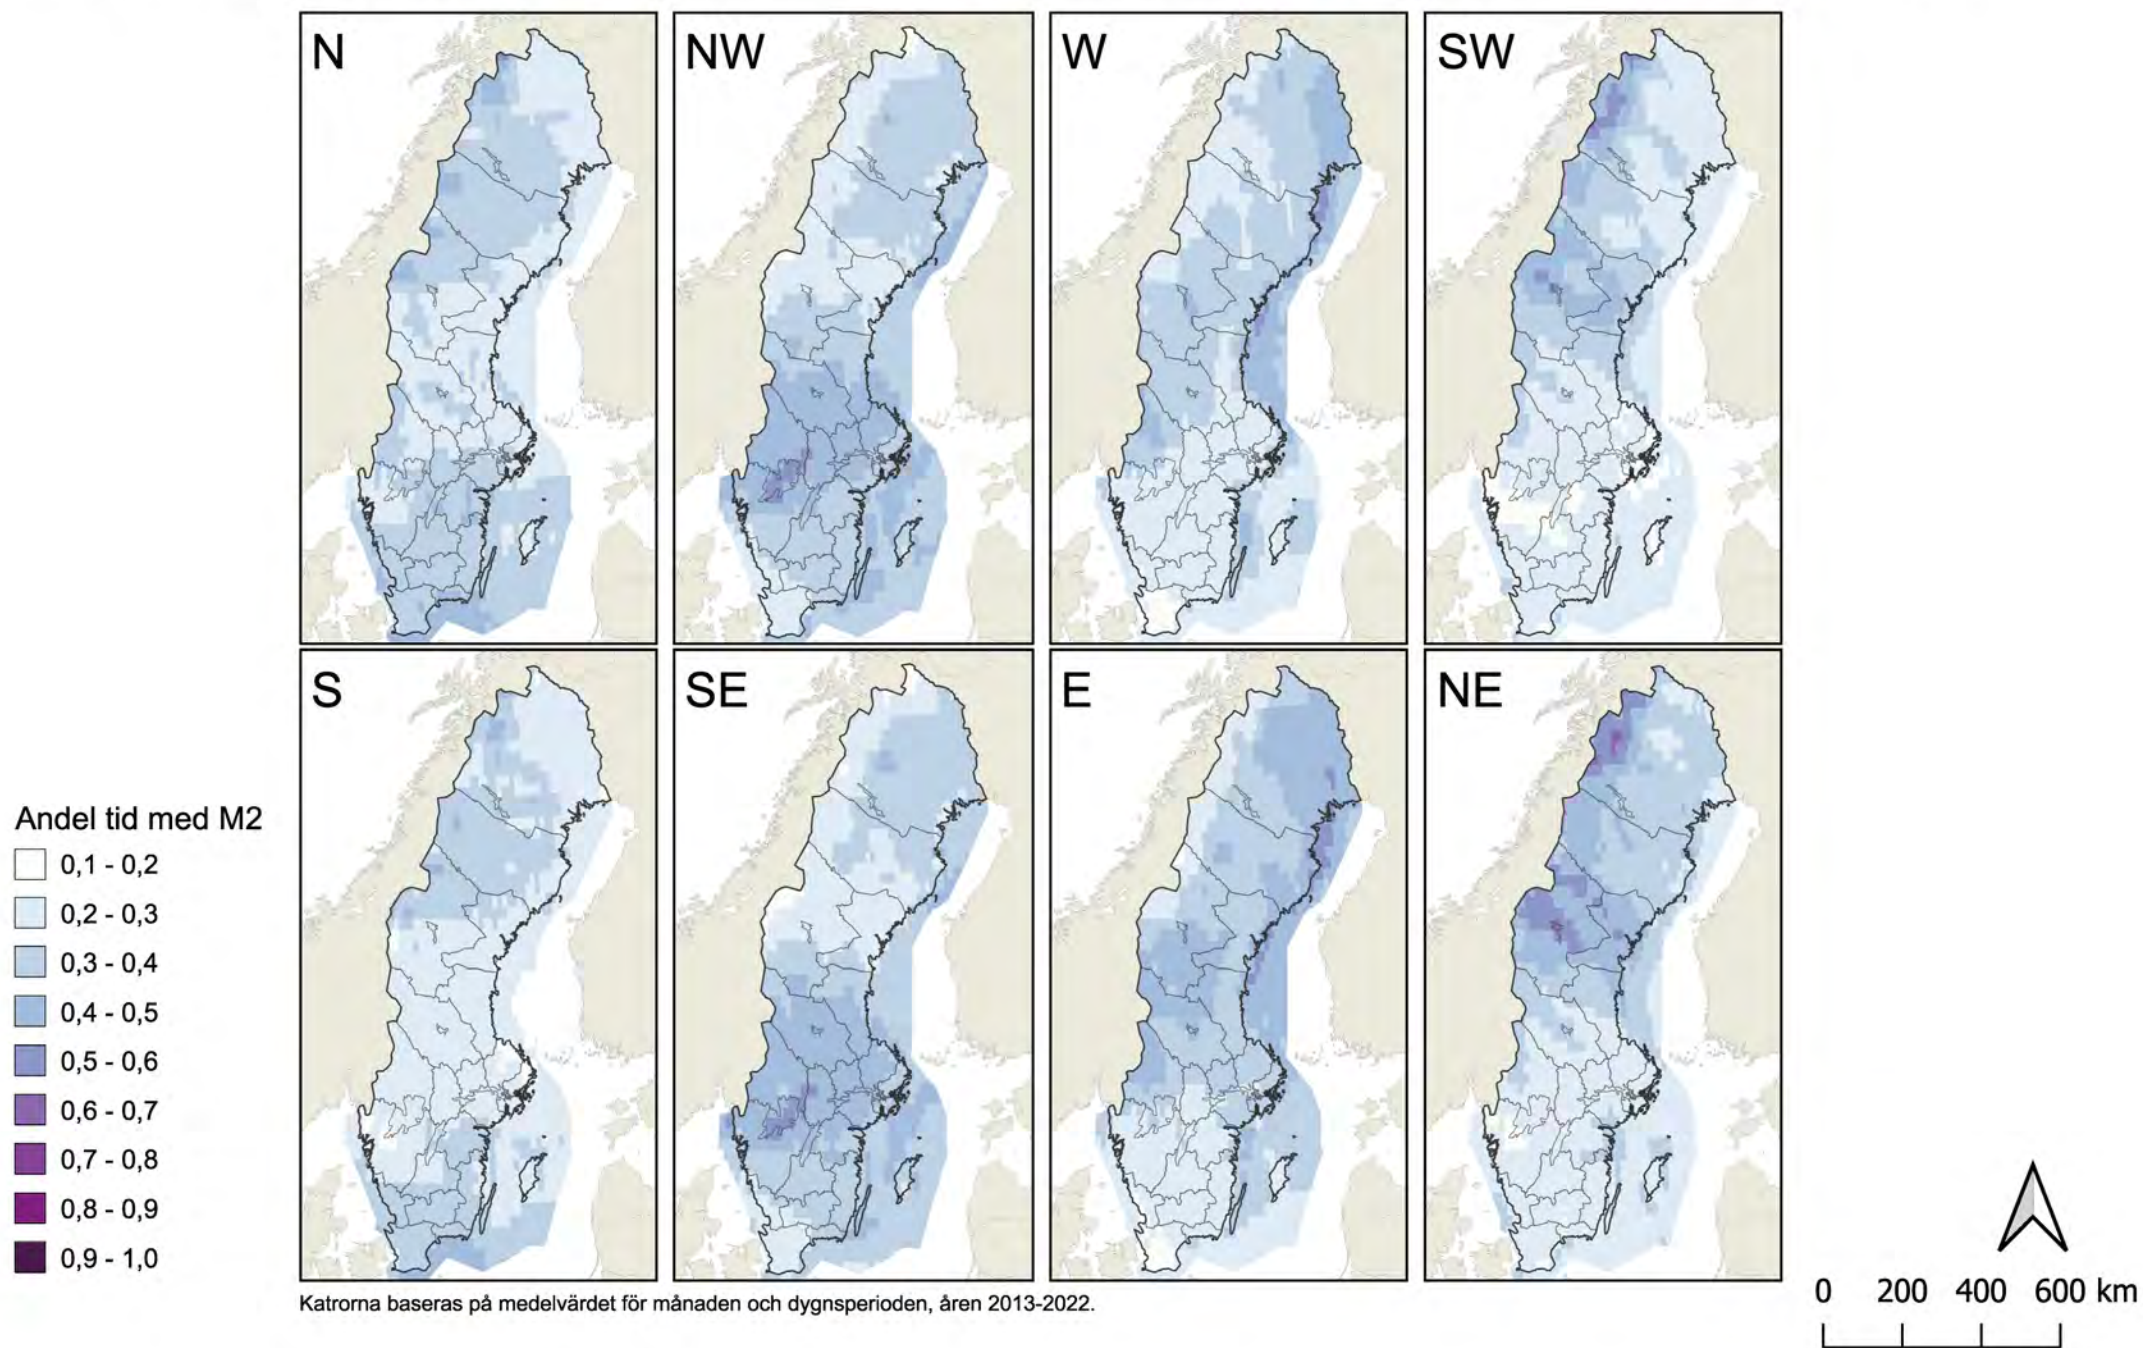 N
NW
W
SW
S
SE
E
NE
Andel tid med M2
0,1 - 0,2
0,2 - 0,3
0,3 - 0,4
0,4 - 0,5
0,5 - 0,6
0,6 - 0,7
0,7 - 0,8
0,8 - 0,9
0,9 - 1,0
Katrorna baseras på medelvärdet för månaden och dygnsperioden, åren 2013-2022.
0 200 400 600 km